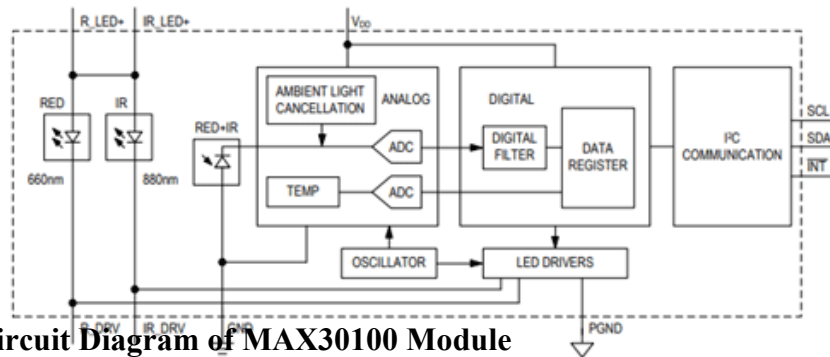 R_LED+ IR_LED+ VDD
RED IR
660nm 880nm
RED+IR
AMBIENT LIGHT
CANCELLATION
ANALOG
ADC
TEMP
ADC
DIGITAL
DIGITAL
FILTER
DATA
REGISTER
I²C
COMMUNICATION
SCL
SDA
INT
OSCILLATOR
LED DRIVERS
R_DRV IR_DRV GND
PGND
ircuit Diagram of MAX30100 Module